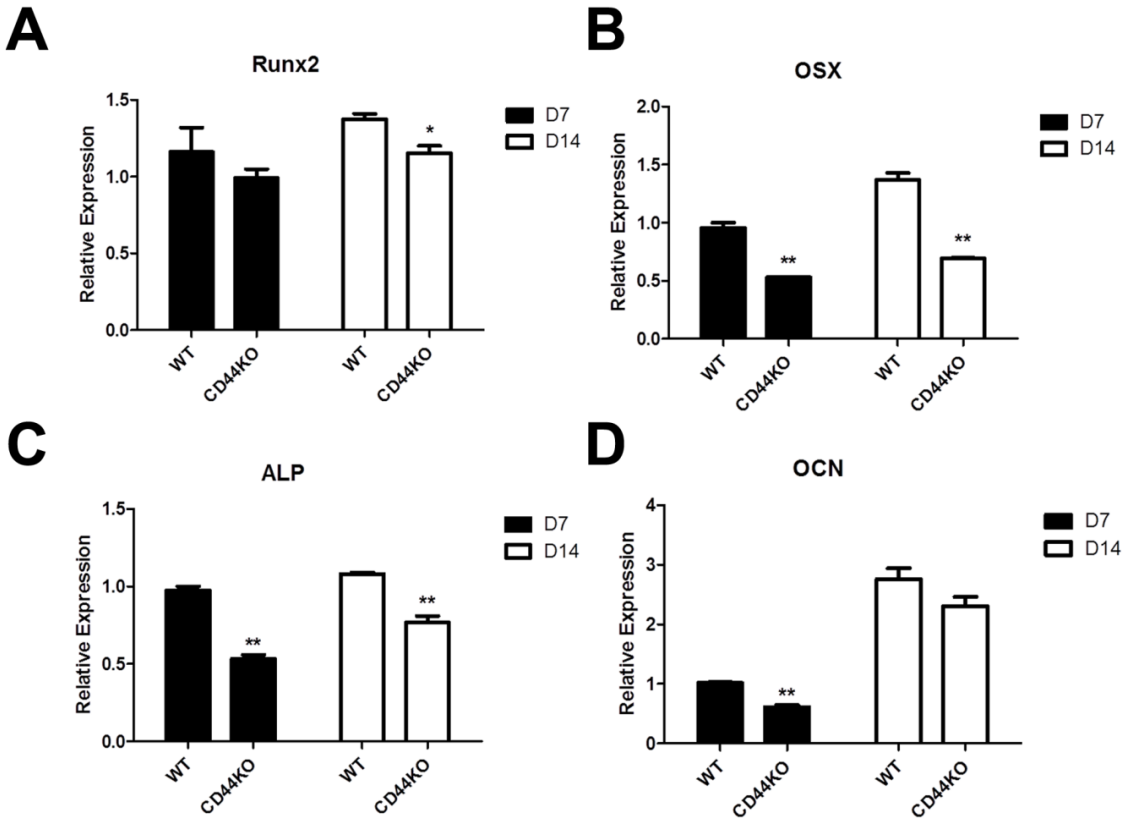 A
Runx2
Relative Expression
1.5
1.0
0.5
0.0
*
WT
CD44KO
WT
CD44KO
D7
D14
B
OSX
Relative Expression
2.0
1.5
1.0
0.5
0.0
**
**
WT
CD44KO
WT
CD44KO
D7
D14
C
ALP
Relative Expression
1.5
1.0
0.5
0.0
**
**
WT
CD44KO
WT
CD44KO
D7
D14
D
OCN
Relative Expression
4
3
2
1
0
**
WT
CD44KO
WT
CD44KO
D7
D14